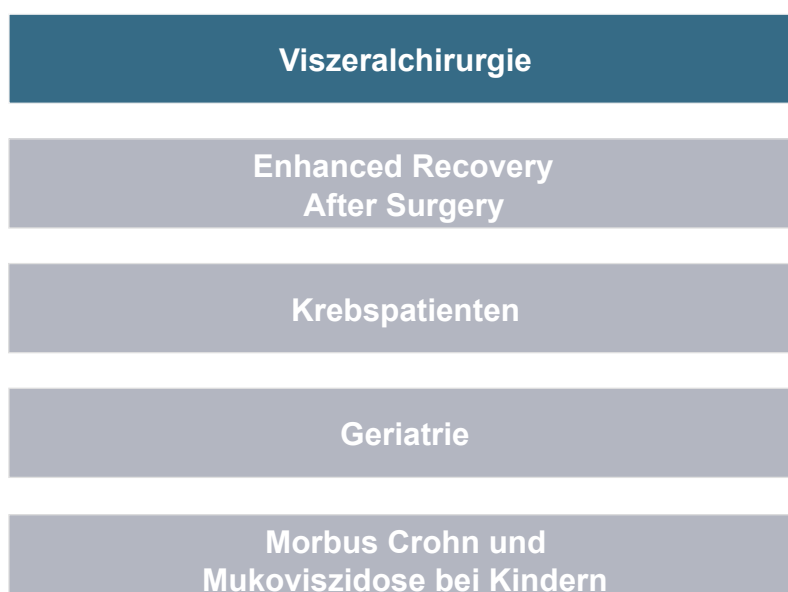 Viszeralchirurgie
Enhanced Recovery
After Surgery
Krebspatienten
Geriatrie
Morbus Crohn und
Mukoviszidose bei Kindern